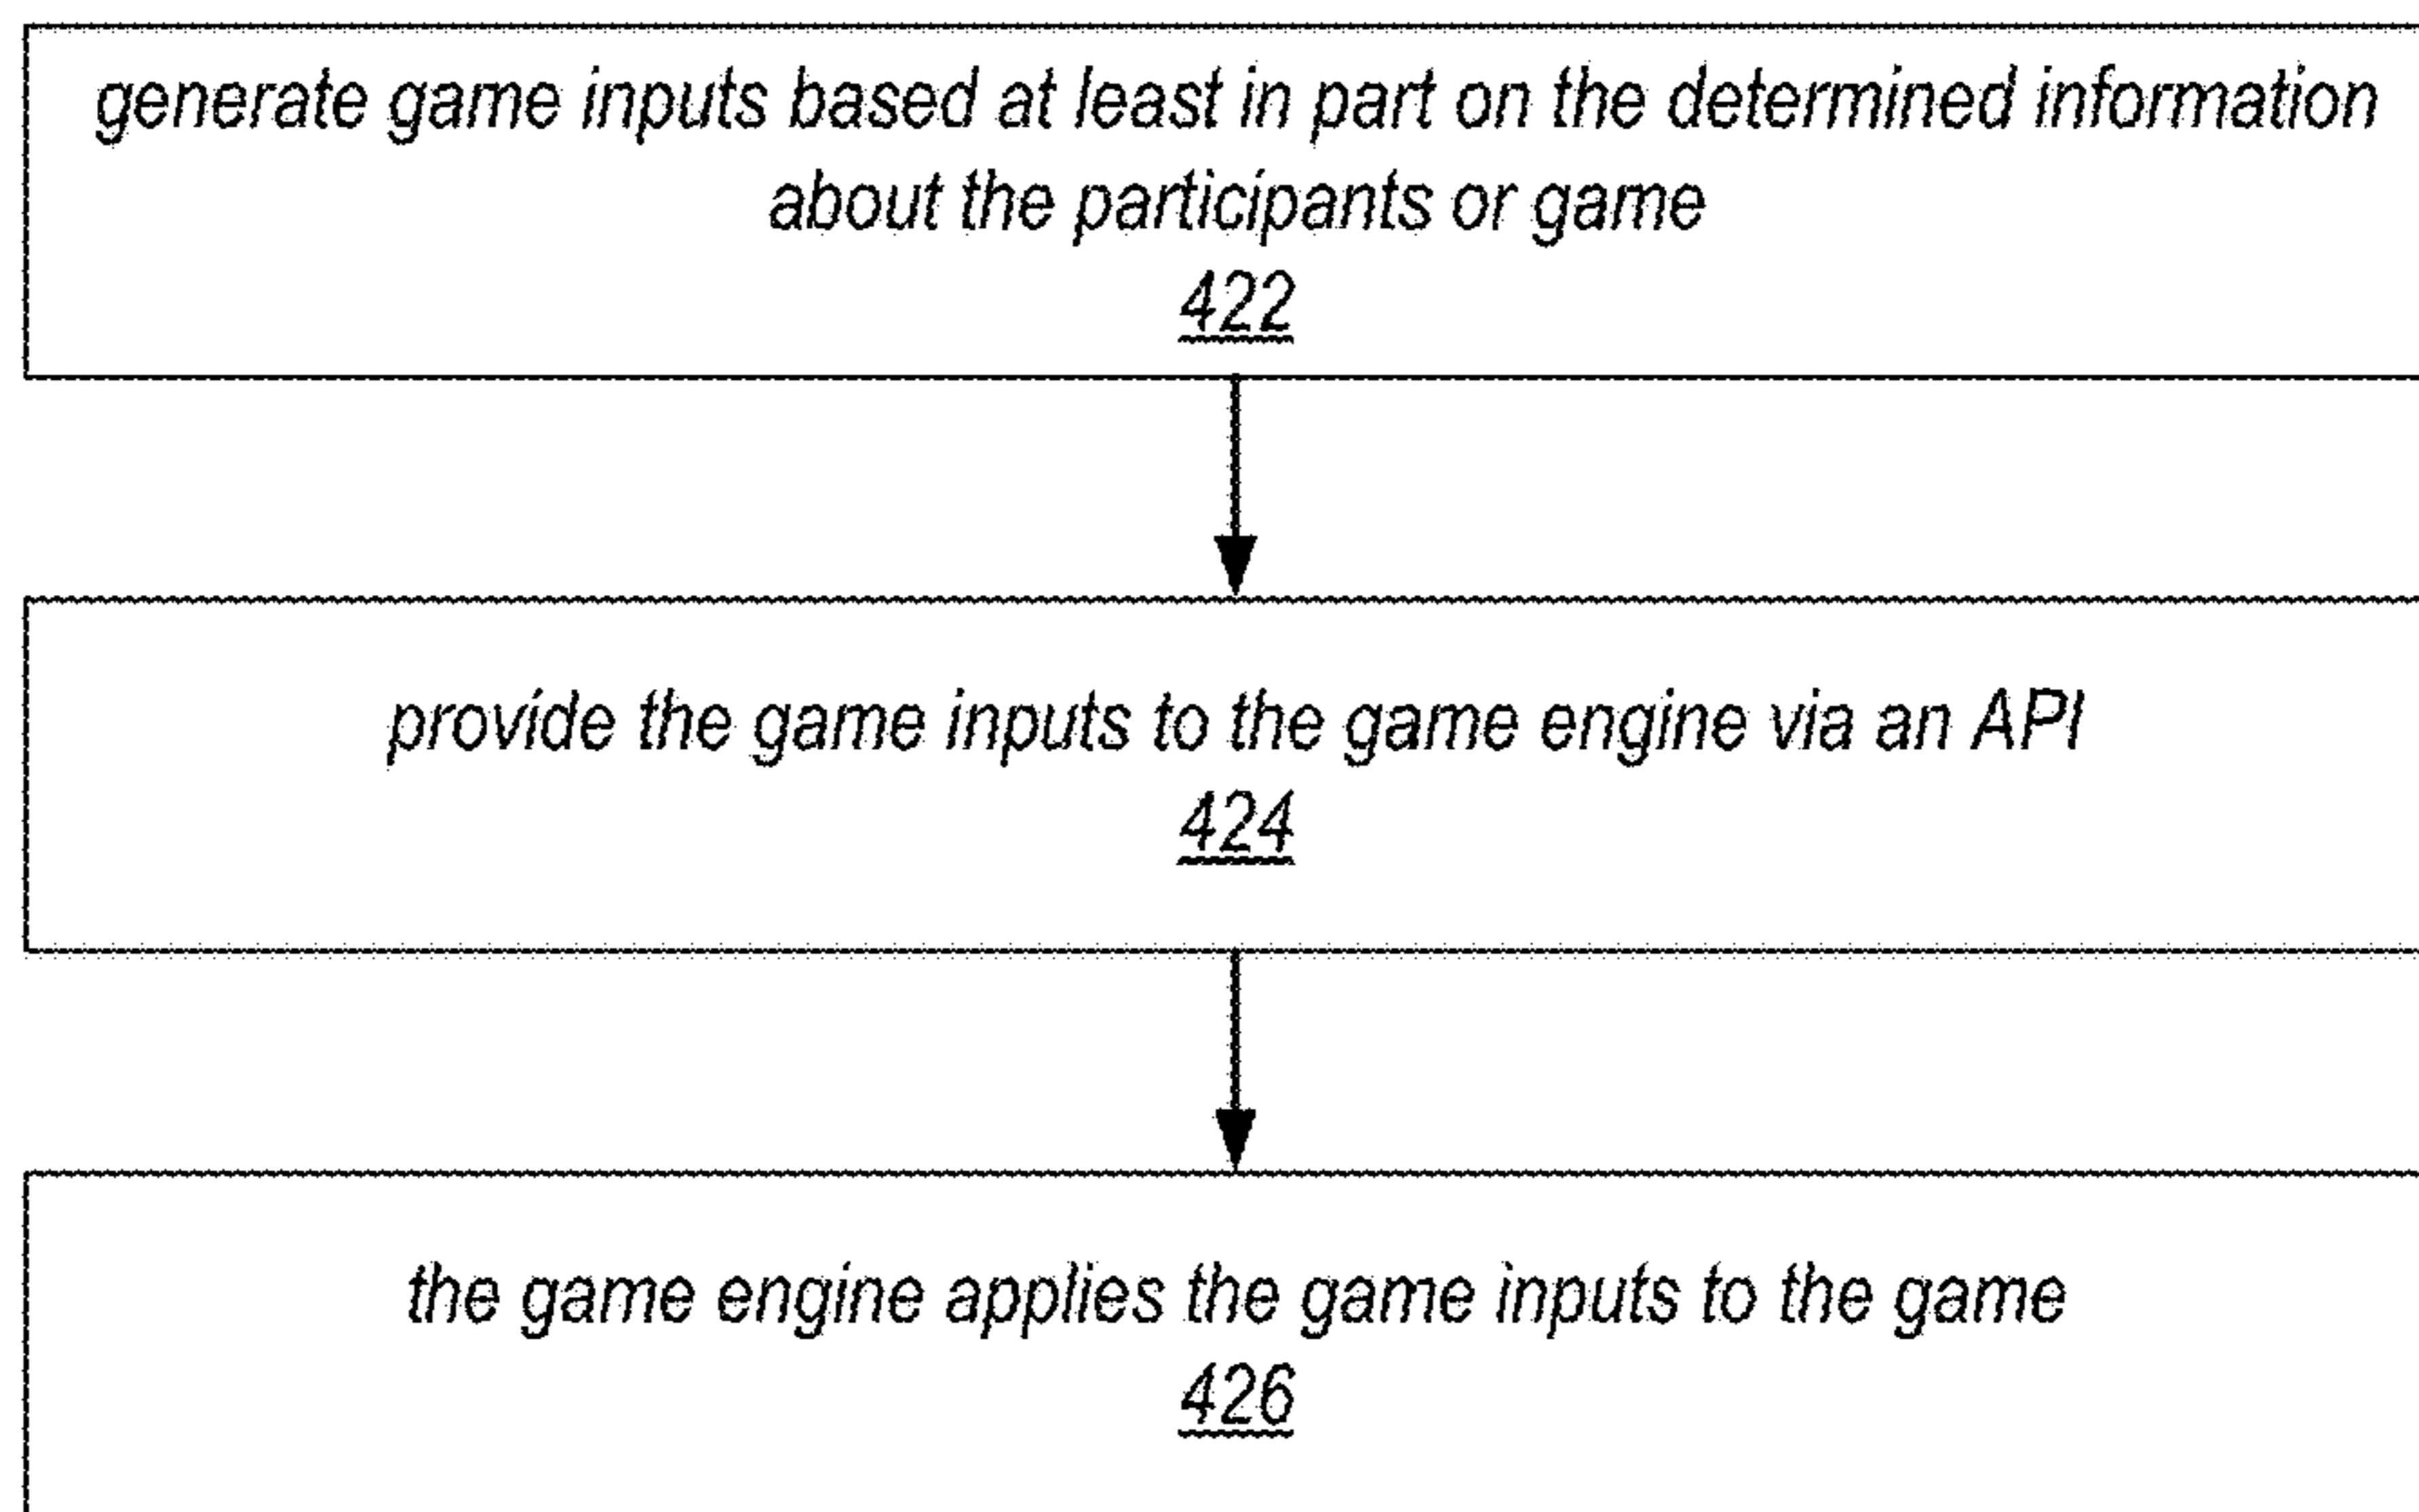 generate game inputs based at least in part on the determined information
about the participants or game
422
provide the game inputs to the game engine via an API
424
the game engine applies the game inputs to the game
426